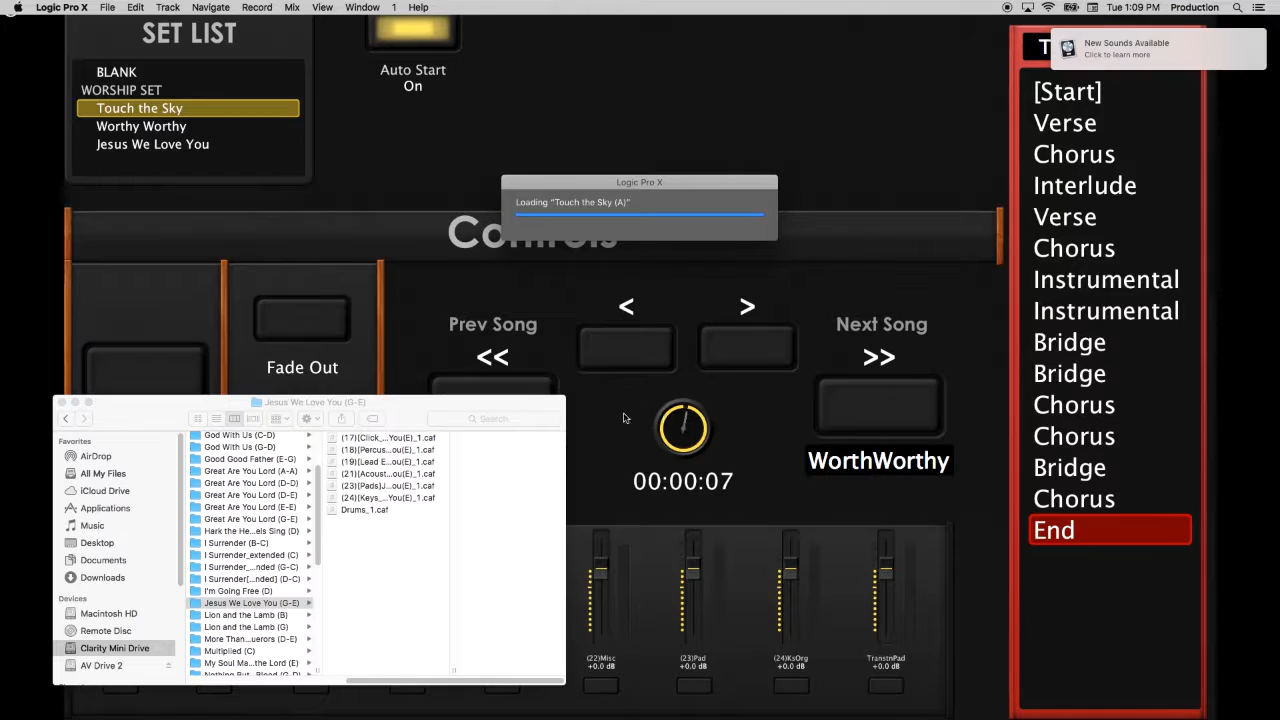 Logic Pro X File Edit Track Navigate Record Mix View Window 1 Help
Tue 1:09 PM Production
SET LIST
BLANK
WORSHIP SET
Touch the Sky
Worthy Worthy
Jesus We Love You
Auto Start
On
New Sounds Available
Click to learn more
[Start]
Verse
Chorus
Interlude
Verse
Chorus
Instrumental
Instrumental
Bridge
Bridge
Chorus
Chorus
Bridge
Chorus
End
Logic Pro X
Loading "Touch the Sky (A)"
Fade Out
Prev Song
<<
<
>
Next Song
>>
00:00:07
WorthWorthy
Jesus We Love You (G-E)
Search
Favorites
AirDrop
All My Files
iCloud Drive
Applications
Music
Desktop
Documents
Downloads
Devices
Macintosh HD
Remote Disc
Clarity Mini Drive
AV Drive 2
God With Us (C-D)
God With Us (G-D)
Good Good Father (E-G)
Great Are You Lord (A-A)
Great Are You Lord (D-D)
Great Are You Lord (D-E)
Great Are You Lord (E-E)
Great Are You Lord (G-E)
Hark the He...els Sing (D)
I Surrender (B-C)
I Surrender_extended (C)
I Surrender_...nded (G-C)
I Surrender[...nded] (D-C)
I'm Going Free (D)
Jesus We Love You (G-E)
Lion and the Lamb (B)
Lion and the Lamb (G)
More Than...uerors (D-E)
Multiplied (C)
My Soul Ma...the Lord (E)
(17)[Click_...You(E)_1.caf
(18)[Percus...You(E)_1.caf
(19)[Lead E...ou(E)_1.caf
(21)[Acoust...ou(E)_1.caf
(23)[Pads]J...ou(E)_1.caf
(24)[Keys_...You(E)_1.caf
Drums_1.caf
(22)Misc
+0.0 dB
(23)Pad
+0.0 dB
(24)KsOrg
+0.0 dB
TranstnPad
+0.0 dB